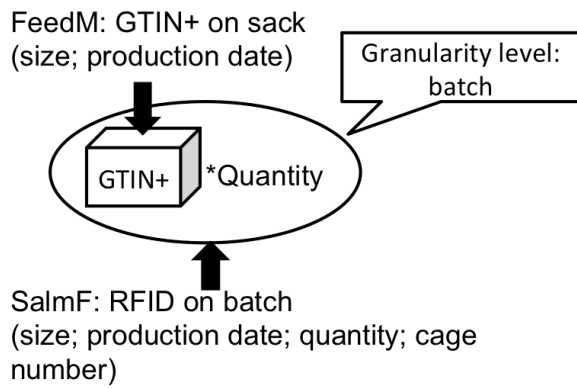 FeedM: GTIN+ on sack
(size; production date)
Granularity level:
batch
GTIN+
*Quantity
SalmF: RFID on batch
(size; production date; quantity; cage
number)